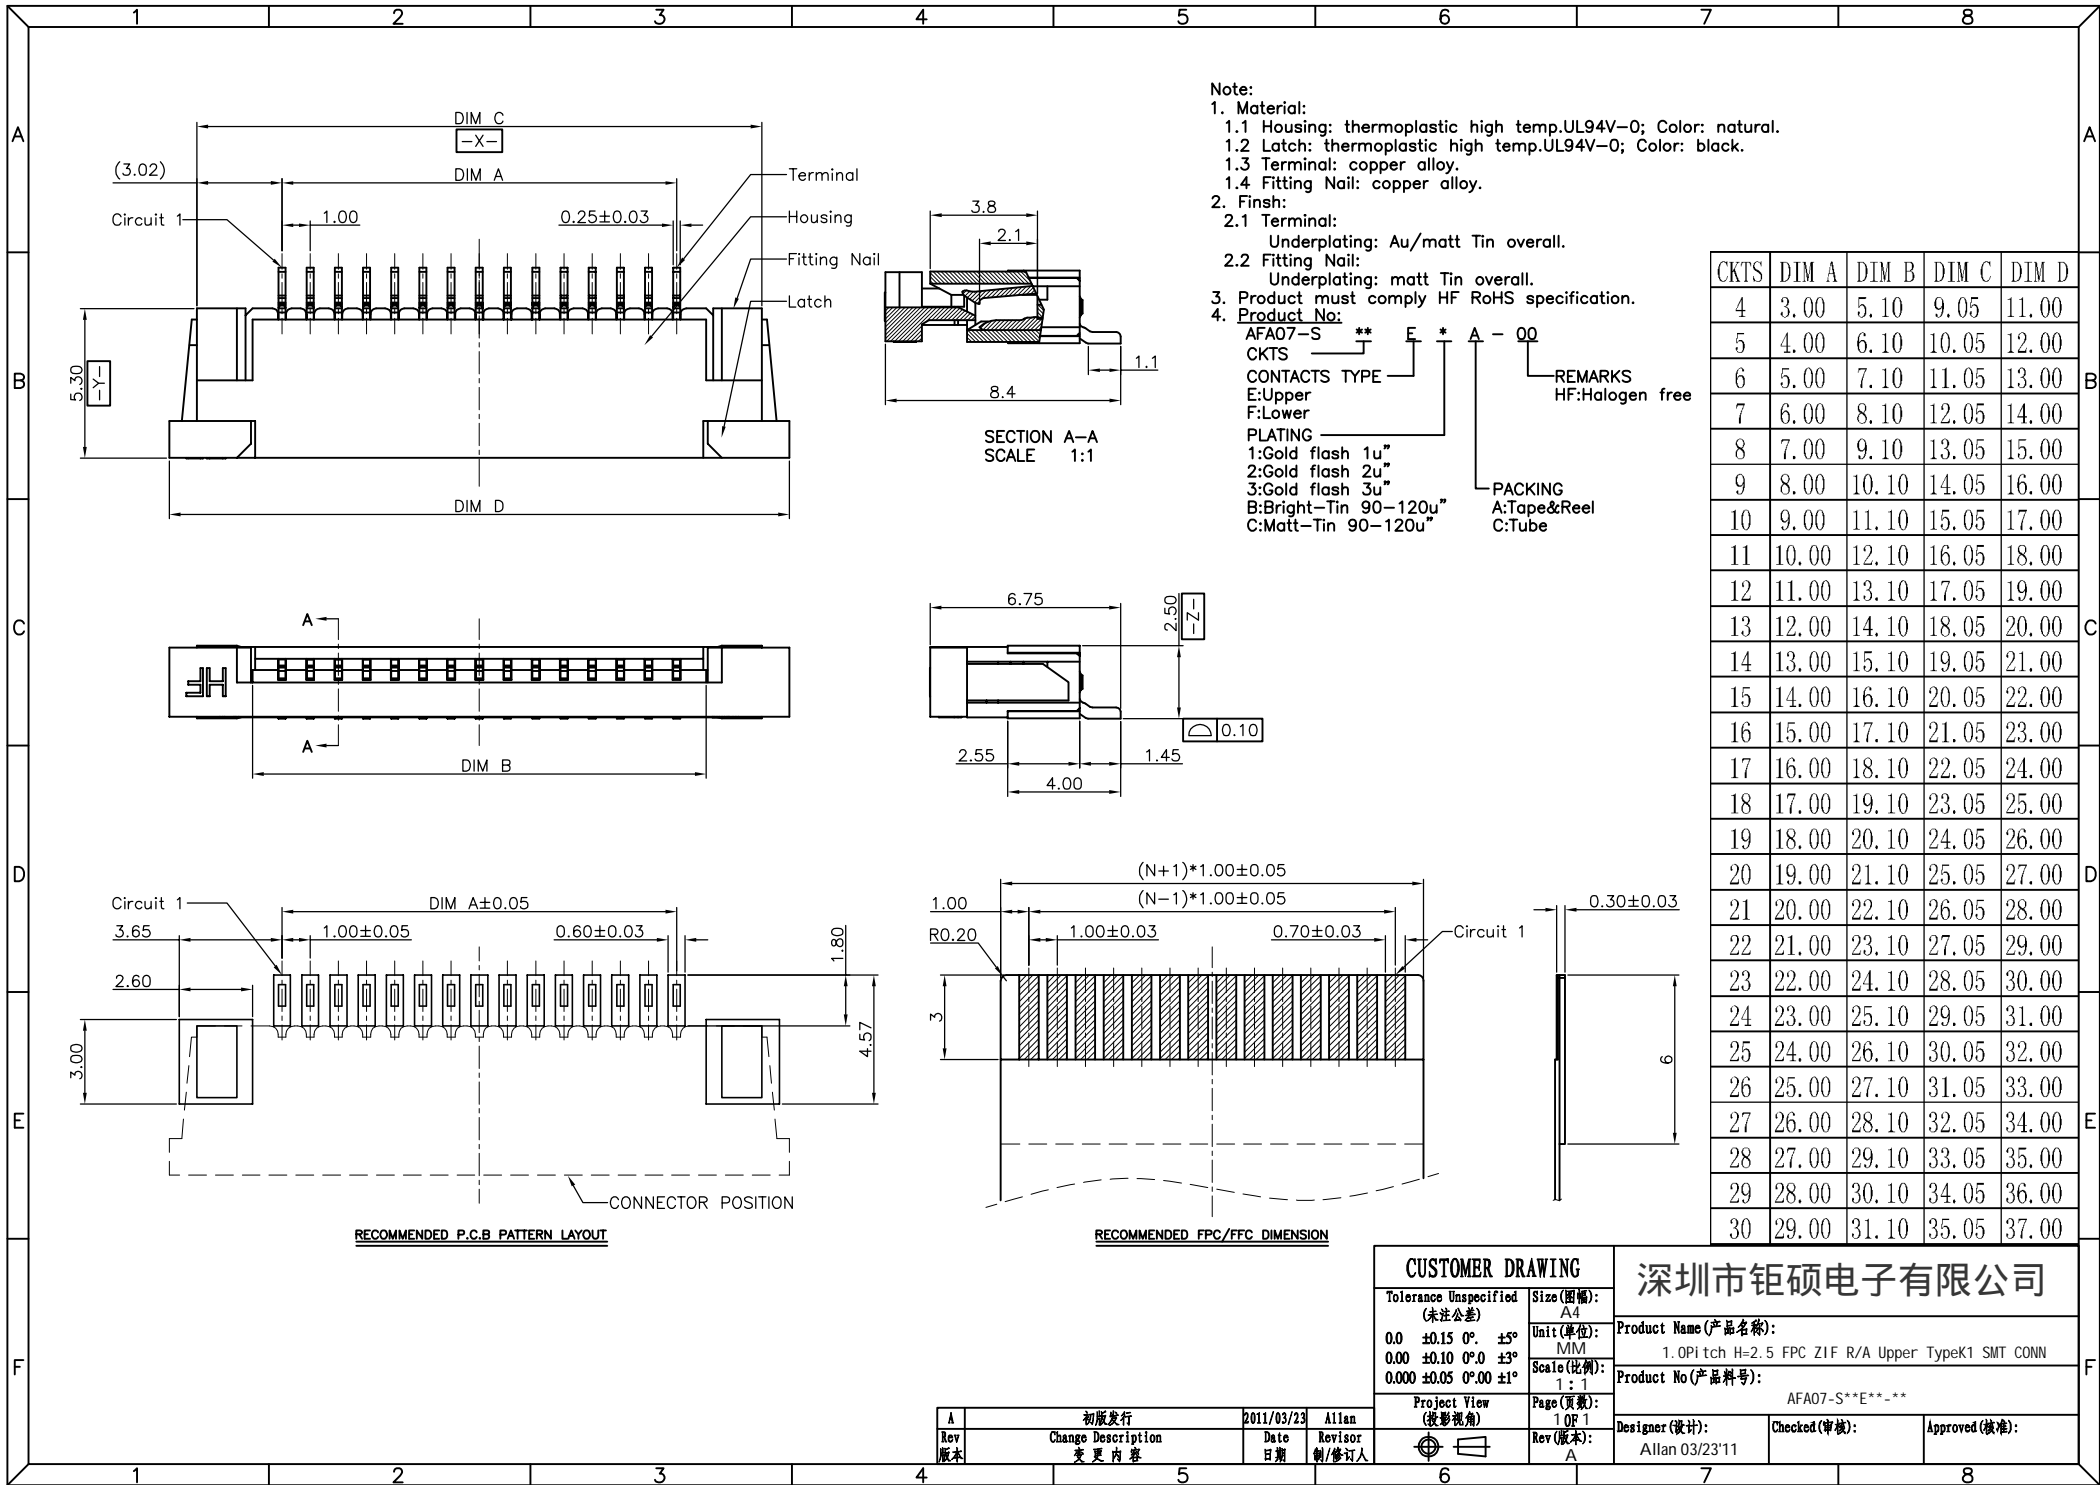 1 2 3 4 5 6 7 8
A
B
C
D
E
F
DIM C
-X-
(3.02)
DIM A
Terminal
Circuit 1
1.00
0.25±0.03
Housing
Fitting Nail
Latch
5.30
-Y-
DIM D
3.8
2.1
1.1
8.4
SECTION A-A
SCALE 1:1
Note:
1. Material:
1.1 Housing: thermoplastic high temp.UL94V-0; Color: natural.
1.2 Latch: thermoplastic high temp.UL94V-0; Color: black.
1.3 Terminal: copper alloy.
1.4 Fitting Nail: copper alloy.
2. Finsh:
2.1 Terminal:
Underplating: Au/matt Tin overall.
2.2 Fitting Nail:
Underplating: matt Tin overall.
3. Product must comply HF RoHS specification.
4. Product No:
AFA07-S ** E * A - 00
CKTS
CONTACTS TYPE
E:Upper
F:Lower
REMARKS
HF:Halogen free
PLATING
1:Gold flash 1u"
2:Gold flash 2u"
3:Gold flash 3u"
B:Bright-Tin 90-120u"
C:Matt-Tin 90-120u"
PACKING
A:Tape&Reel
C:Tube
CKTS DIM A DIM B DIM C DIM D
4 3.00 5.10 9.05 11.00
5 4.00 6.10 10.05 12.00
6 5.00 7.10 11.05 13.00
7 6.00 8.10 12.05 14.00
8 7.00 9.10 13.05 15.00
9 8.00 10.10 14.05 16.00
10 9.00 11.10 15.05 17.00
11 10.00 12.10 16.05 18.00
12 11.00 13.10 17.05 19.00
13 12.00 14.10 18.05 20.00
14 13.00 15.10 19.05 21.00
15 14.00 16.10 20.05 22.00
16 15.00 17.10 21.05 23.00
17 16.00 18.10 22.05 24.00
18 17.00 19.10 23.05 25.00
19 18.00 20.10 24.05 26.00
20 19.00 21.10 25.05 27.00
21 20.00 22.10 26.05 28.00
22 21.00 23.10 27.05 29.00
23 22.00 24.10 28.05 30.00
24 23.00 25.10 29.05 31.00
25 24.00 26.10 30.05 32.00
26 25.00 27.10 31.05 33.00
27 26.00 28.10 32.05 34.00
28 27.00 29.10 33.05 35.00
29 28.00 30.10 34.05 36.00
30 29.00 31.10 35.05 37.00
A
HF
A
DIM B
6.75
2.50
-Z-
0.10
2.55
1.45
4.00
Circuit 1
DIM A±0.05
3.65
1.00±0.05
0.60±0.03
1.80
2.60
3.00
4.57
CONNECTOR POSITION
RECOMMENDED P.C.B PATTERN LAYOUT
(N+1)*1.00±0.05
1.00
(N-1)*1.00±0.05
R0.20
1.00±0.03
0.70±0.03
Circuit 1
0.30±0.03
3
6
RECOMMENDED FPC/FFC DIMENSION
CUSTOMER DRAWING
Tolerance Unspecified
(未注公差)
0.0 ±0.15 0°. ±5°
0.00 ±0.10 0°.0 ±3°
0.000 ±0.05 0°.00 ±1°
Project View
(投影视角)
Size(图幅):
A4
Unit(单位):
MM
Scale(比例):
1:1
Page(页数):
1 OF 1
Rev(版本):
A
深圳市钜硕电子有限公司
Product Name(产品名称):
1.0Pitch H=2.5 FPC ZIF R/A Upper TypeK1 SMT CONN
Product No(产品料号):
AFA07-S**E**-**
Designer(设计):
Allan 03/23'11
Checked(审核):
Approved(核准):
A 初版发行 2011/03/23 Allan
Rev Change Description Date Revisor
版本 变 更 内 容 日期 制/修订人
A
B
C
D
E
F
1 2 3 4 5 6 7 8